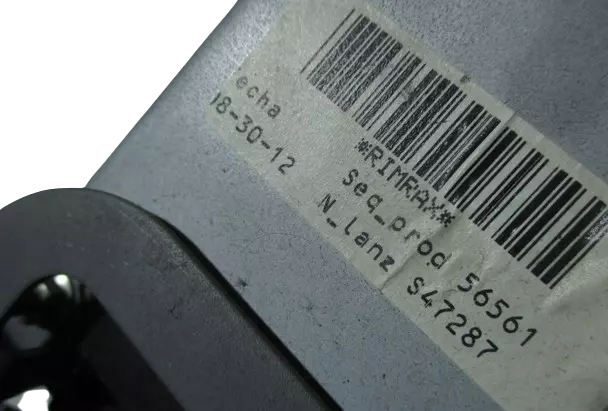 *RIMRAX*
echa seq_prod 56561
18-30-12 N_lanz S47287